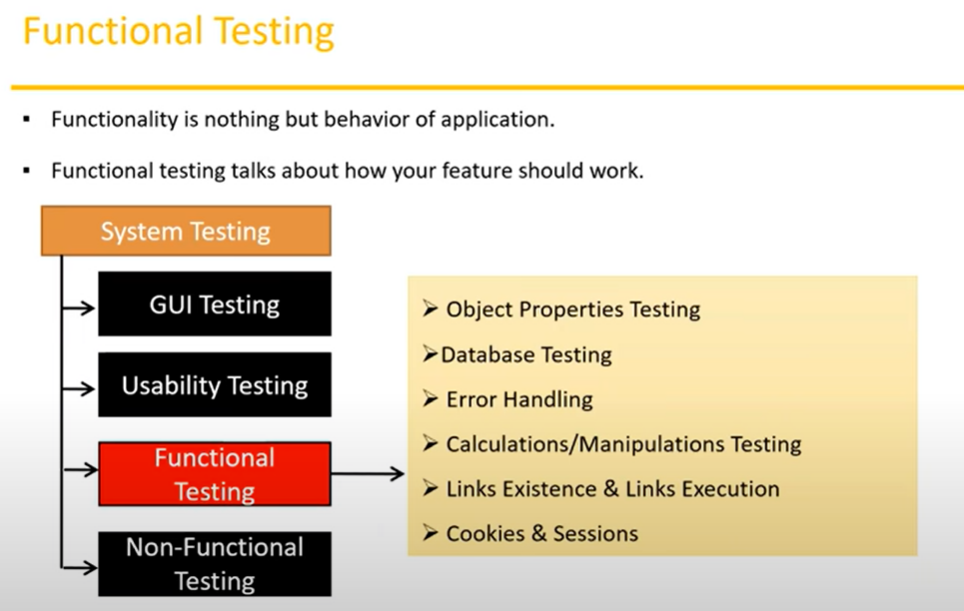 Functional Testing
▪ Functionality is nothing but behavior of application.
▪ Functional testing talks about how your feature should work.
System Testing
GUI Testing
Usability Testing
Functional
Testing
Non-Functional
Testing
➢ Object Properties Testing
➢Database Testing
➢ Error Handling
➢ Calculations/Manipulations Testing
➢ Links Existence & Links Execution
➢ Cookies & Sessions